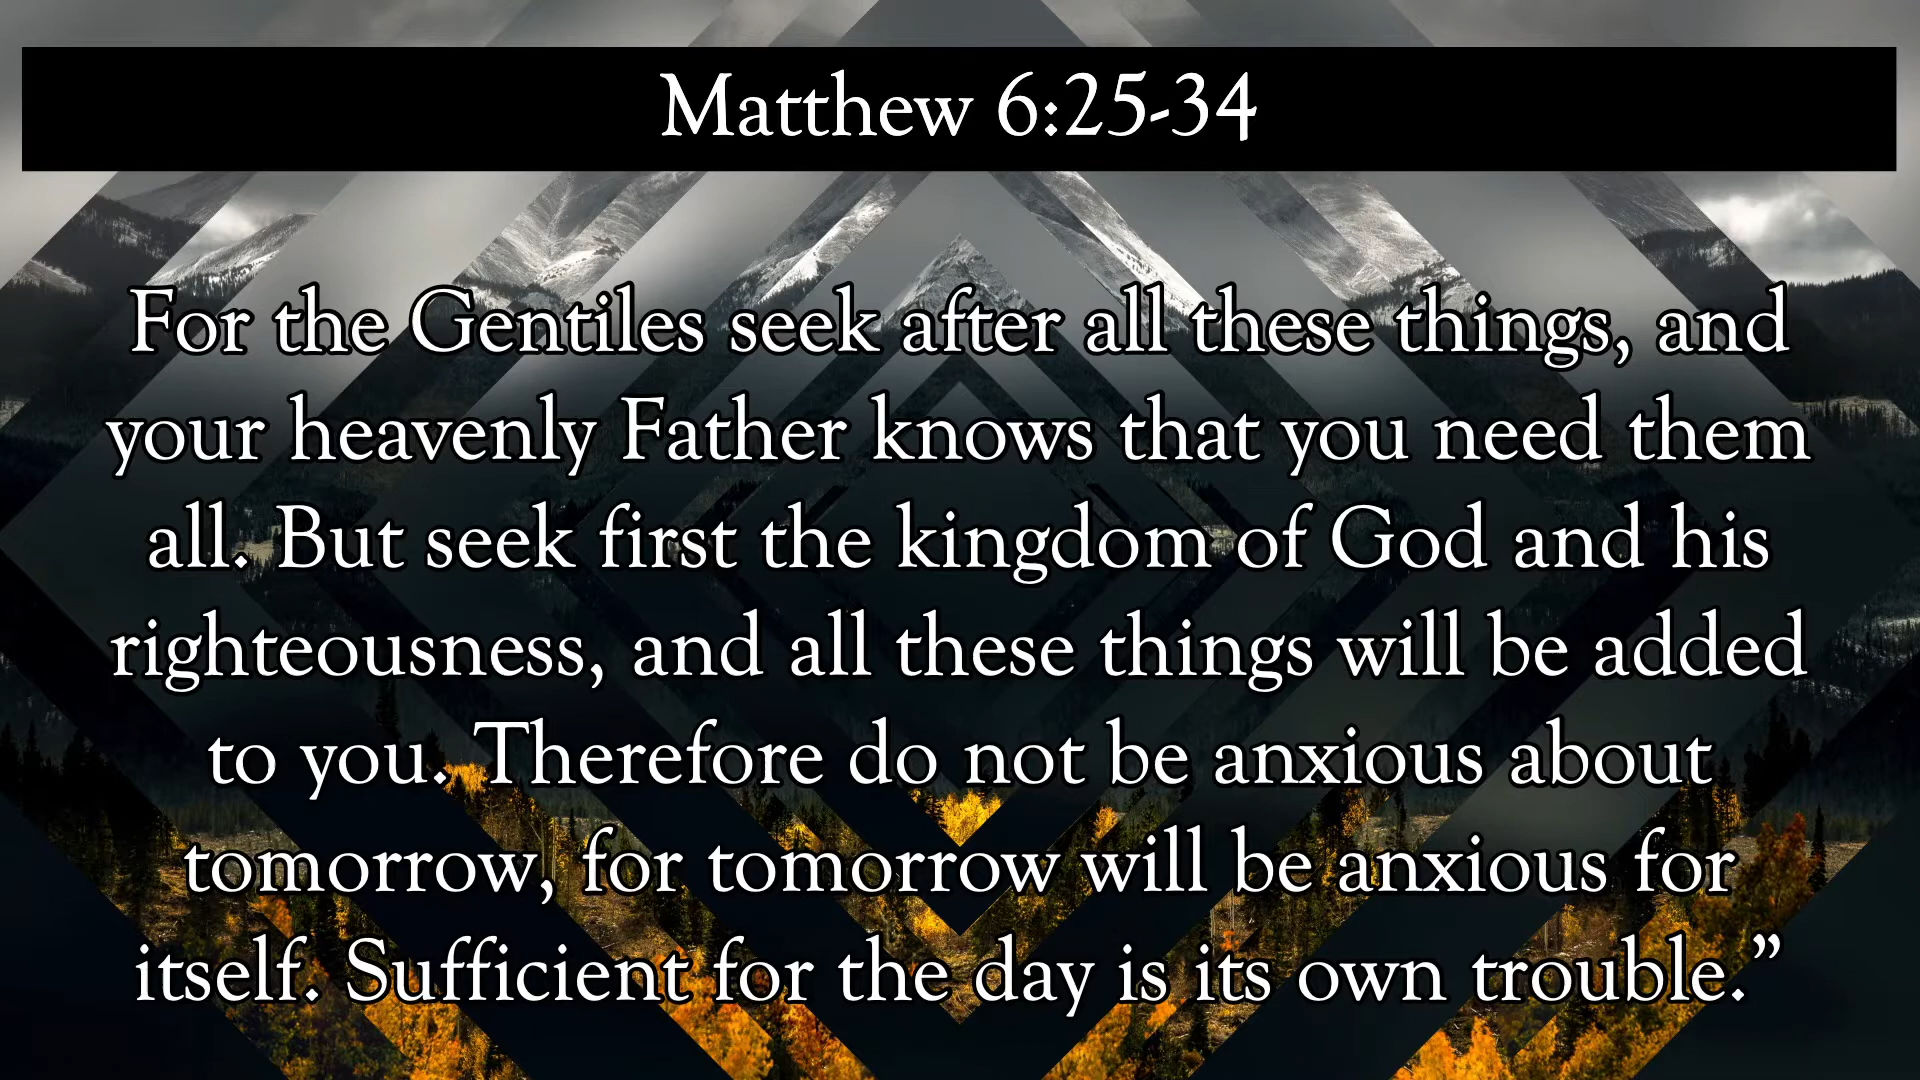 Matthew 6:25-34
For the Gentiles seek after all these things, and
your heavenly Father knows that you need them
all. But seek first the kingdom of God and his
righteousness, and all these things will be added
to you. Therefore do not be anxious about
tomorrow, for tomorrow will be anxious for
itself. Sufficient for the day is its own trouble.”